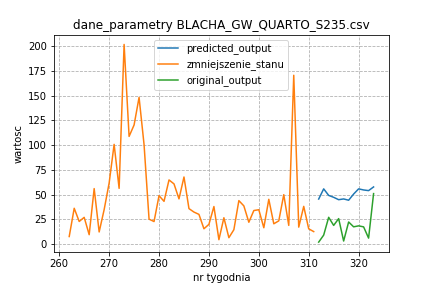 dane_parametry BLACHA_GW_QUARTO_S235.csv
predicted_output
zmniejszenie_stanu
original_output
wartosc
200
175
150
125
100
75
50
25
0
260
270
280
290
300
310
320
nr tygodnia